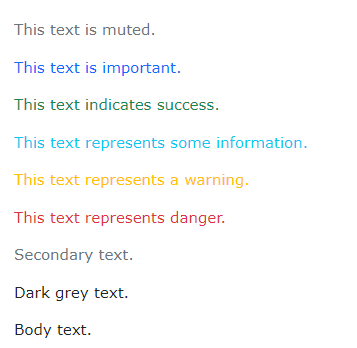 This text is muted.
This text is important.
This text indicates success.
This text represents some information.
This text represents a warning.
This text represents danger.
Secondary text.
Dark grey text.
Body text.